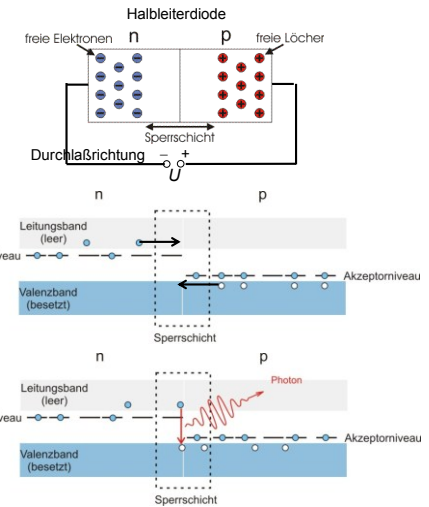 Halbleiterdiode
freie Elektronen n p freie Löcher
Sperrschicht
Durchlaßrichtung – +
U
n p
Leitungsband
(leer)
veau
Akzeptorniveau
Valenzband
(besetzt)
Sperrschicht
n p
Photon
Leitungsband
(leer)
veau
Akzeptorniveau
Valenzband
(besetzt)
Sperrschicht